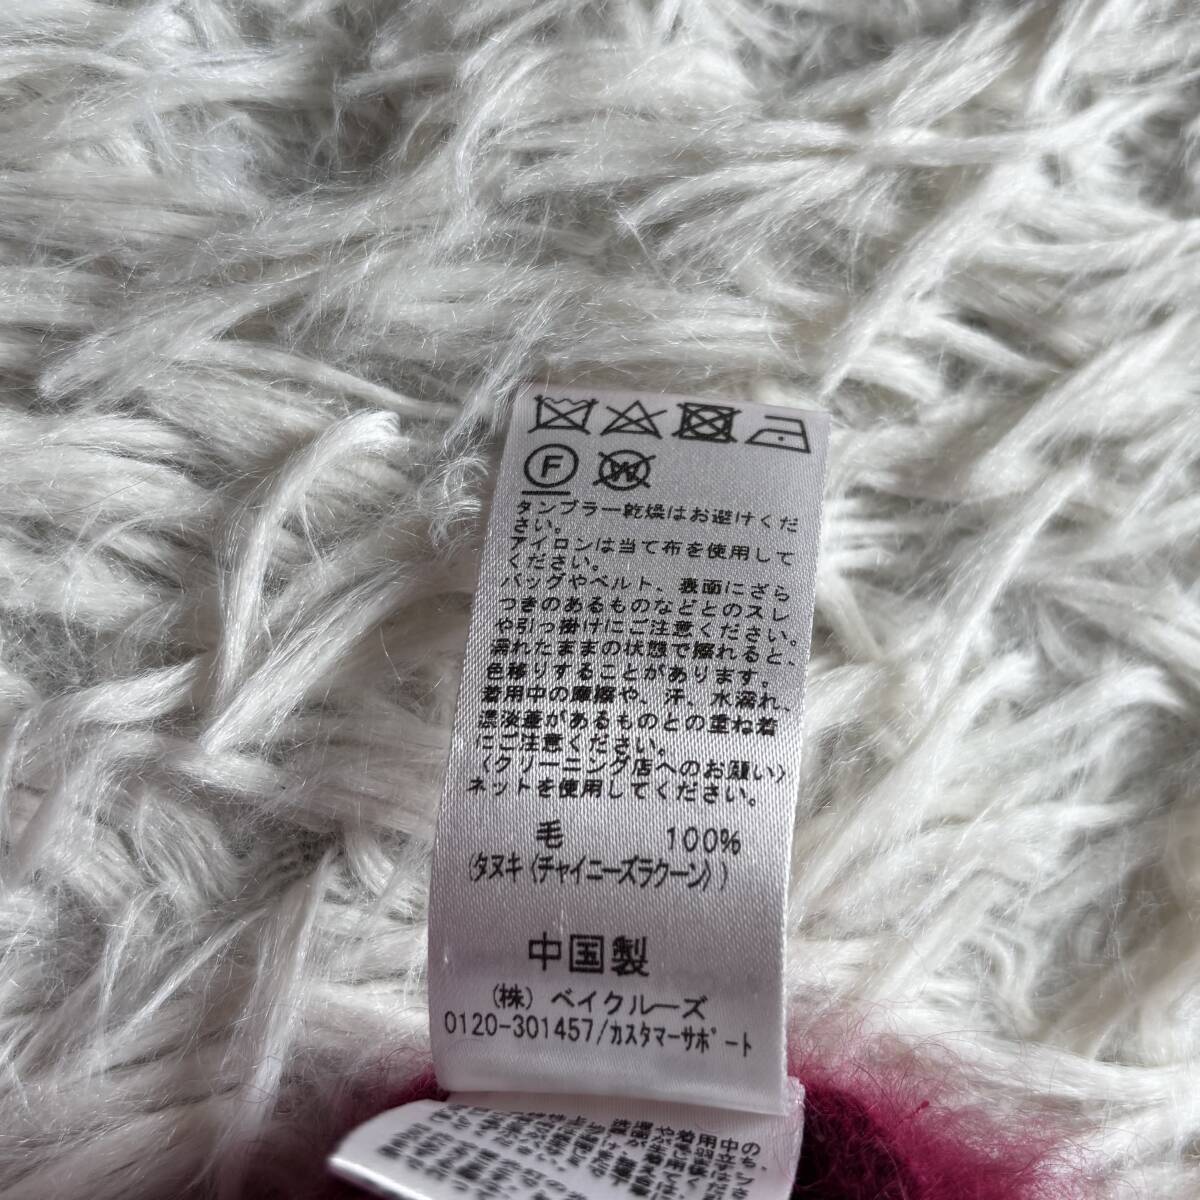 F W
タンブラー乾燥はお避けくだ
さい。
アイロンは当て布を使用して
ください。
バッグやベルト、表面にざら
つきのあるものなどとのスレ
や引っ掛けにご注意ください。
濡れたままの状態で擦れると、
色移りすることがあります。
着用中の摩擦や、汗、水濡れ、
濃淡差があるものとの重ね着
にご注意ください。
〈クリーニング店へのお願い〉
ネットを使用してください。
毛 100%
(タヌキ〈チャイニーズラクーン〉)
中国製
(株) ベイクルーズ
0120-301457/カスタマーサポート
洗濯や着用中の